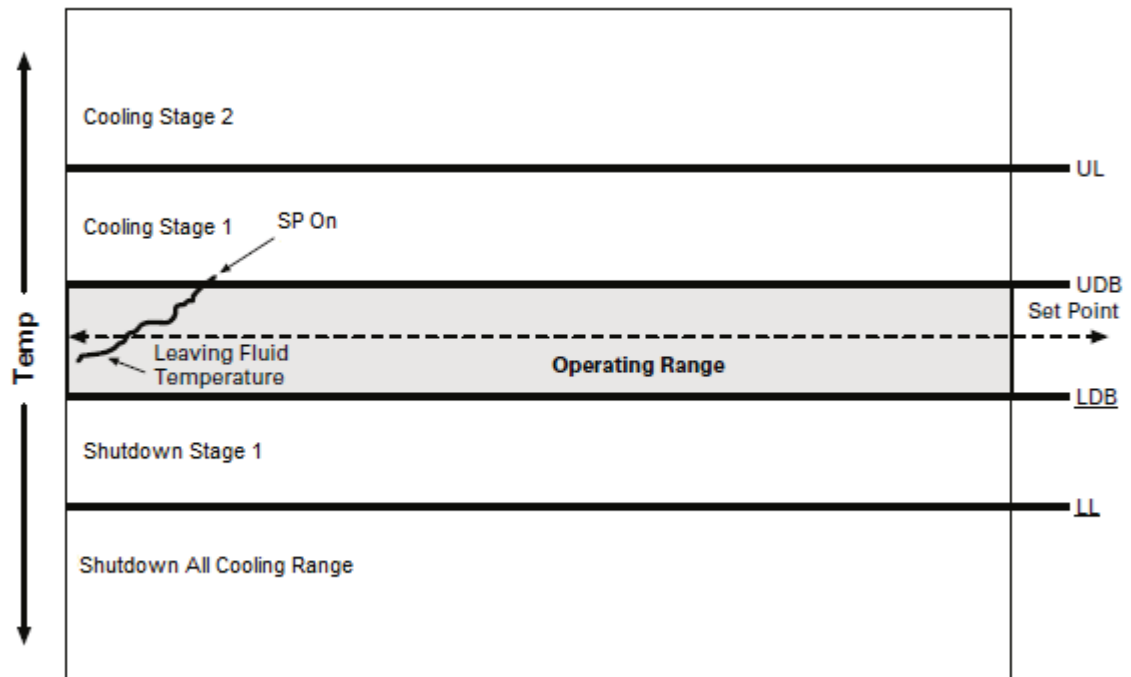 Cooling Stage 2
UL
Cooling Stage 1
SP On
UDB
Set Point
Temp
Leaving Fluid
Temperature
Operating Range
LDB
Shutdown Stage 1
LL
Shutdown All Cooling Range